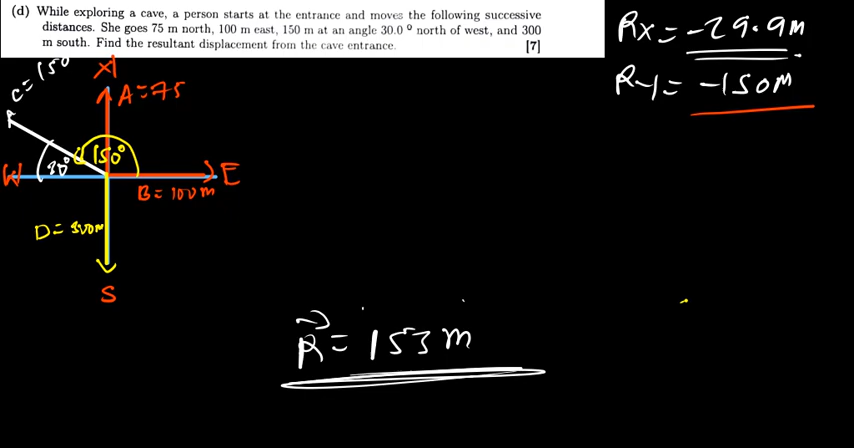 (d) While exploring a cave, a person starts at the entrance and moves the following successive
distances. She goes 75 m north, 100 m east, 150 m at an angle 30.0 ° north of west, and 300
m south. Find the resultant displacement from the cave entrance. [7]
Rx = -29.9m
Ry = -150m
C = 150
A = 75
30°
150°
W
E
B = 100m
D = 300m
S
R = 153 m